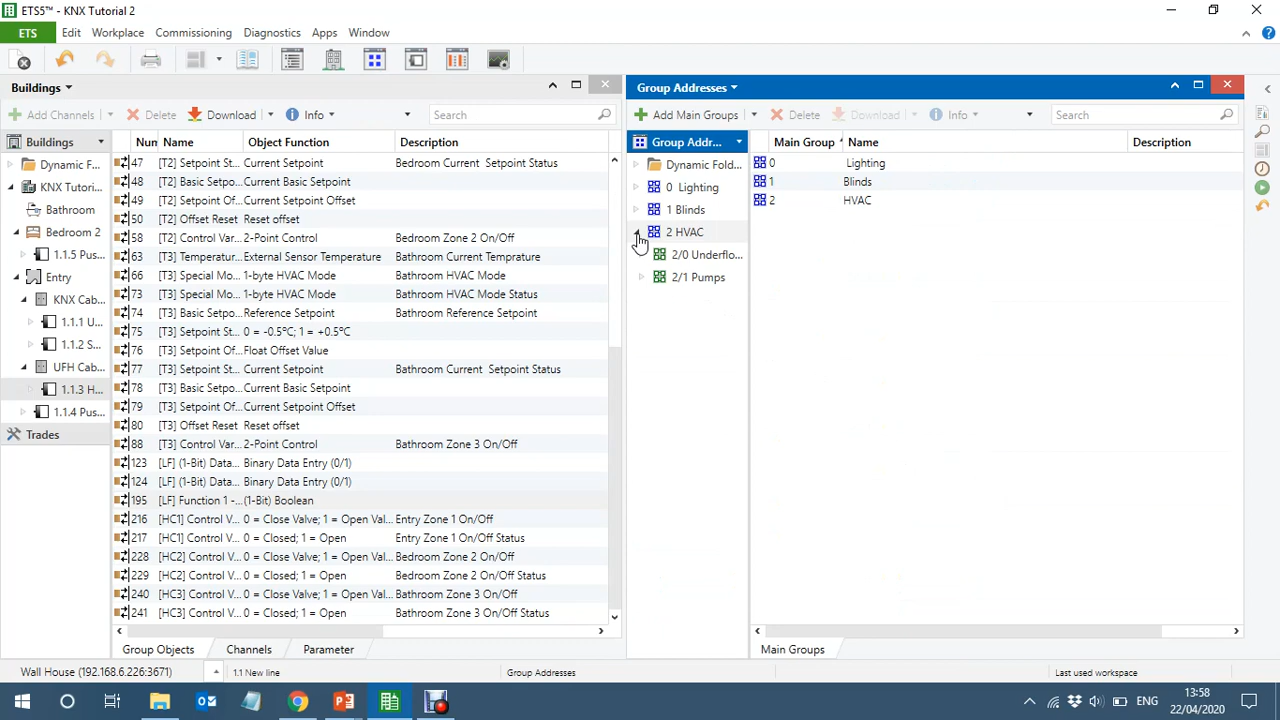 ETS5™ - KNX Tutorial 2
ETS Edit Workplace Commissioning Diagnostics Apps Window
Buildings
Add Channels Delete Download Info Search
Buildings
Num Name Object Function Description
Dynamic F...
KNX Tutori...
Bathroom
Bedroom 2
1.1.5 Pus...
Entry
KNX Cab...
1.1.1 U...
1.1.2 S...
UFH Cab...
1.1.3 H...
1.1.4 Pus...
Trades
47 [T2] Setpoint St... Current Setpoint Bedroom Current Setpoint Status
48 [T2] Basic Setpo... Current Basic Setpoint
49 [T2] Setpoint Of... Current Setpoint Offset
50 [T2] Offset Reset Reset offset
58 [T2] Control Var... 2-Point Control Bedroom Zone 2 On/Off
63 [T3] Temperatur... External Sensor Temperature Bathroom Current Temprature
66 [T3] Special Mo... 1-byte HVAC Mode Bathroom HVAC Mode
73 [T3] Special Mo... 1-byte HVAC Mode Bathroom HVAC Mode Status
74 [T3] Basic Setpo... Reference Setpoint Bathroom Reference Setpoint
75 [T3] Setpoint St... 0 = -0.5ºC; 1 = +0.5ºC
76 [T3] Setpoint Of... Float Offset Value
77 [T3] Setpoint St... Current Setpoint Bathroom Current Setpoint Status
78 [T3] Basic Setpo... Current Basic Setpoint
79 [T3] Setpoint Of... Current Setpoint Offset
80 [T3] Offset Reset Reset offset
88 [T3] Control Var... 2-Point Control Bathroom Zone 3 On/Off
123 [LF] (1-Bit) Data... Binary Data Entry (0/1)
124 [LF] (1-Bit) Data... Binary Data Entry (0/1)
195 [LF] Function 1 -... (1-Bit) Boolean
216 [HC1] Control V... 0 = Close Valve; 1 = Open Val... Entry Zone 1 On/Off
217 [HC1] Control V... 0 = Closed; 1 = Open Entry Zone 1 On/Off Status
228 [HC2] Control V... 0 = Close Valve; 1 = Open Val... Bedroom Zone 2 On/Off
229 [HC2] Control V... 0 = Closed; 1 = Open Bedroom Zone 2 On/Off Status
240 [HC3] Control V... 0 = Close Valve; 1 = Open Val... Bathroom Zone 3 On/Off
241 [HC3] Control V... 0 = Closed; 1 = Open Bathroom Zone 3 On/Off Status
Group Objects Channels Parameter
Group Addresses
Add Main Groups Delete Download Info Search
Group Addr...
Main Group Name Description
Dynamic Fold...
0 Lighting
1 Blinds
2 HVAC
2/0 Underflo...
2/1 Pumps
0 Lighting
1 Blinds
2 HVAC
Main Groups
Wall House (192.168.6.226:3671) 1.1 New line Group Addresses Last used workspace
ENG
13:58
22/04/2020